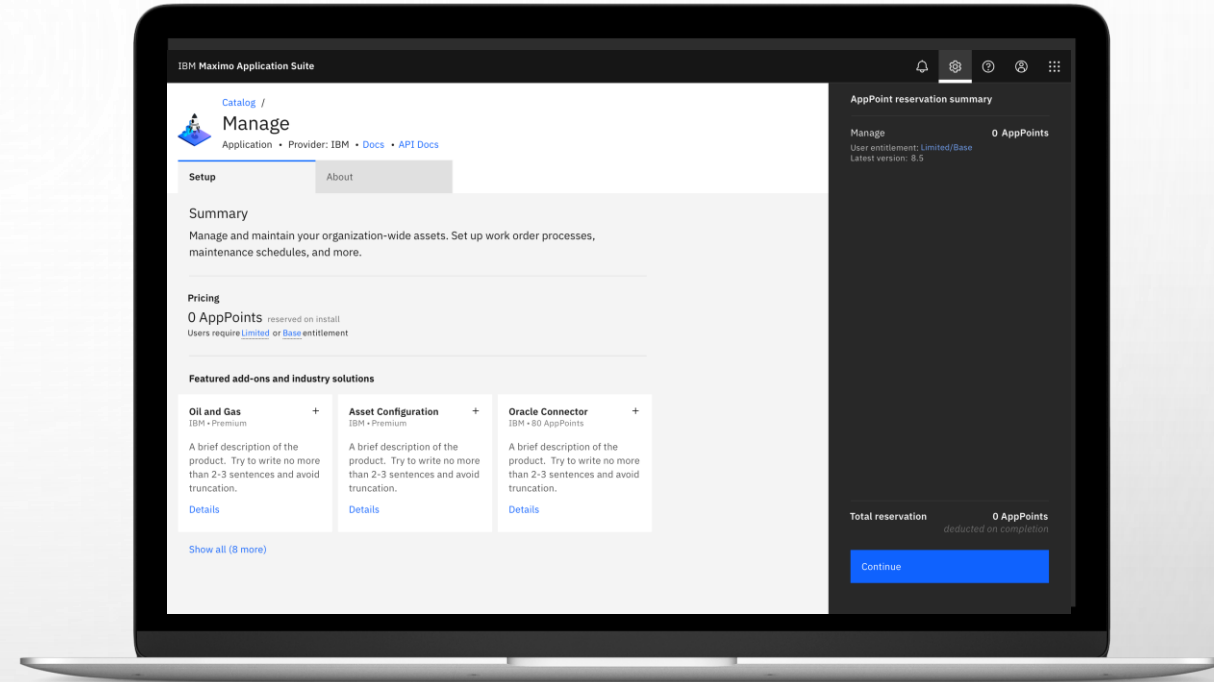 IBM Maximo Application Suite
Catalog /
Manage
Application • Provider: IBM • Docs • API Docs
Setup
About
Summary
Manage and maintain your organization-wide assets. Set up work order processes,
maintenance schedules, and more.
Pricing
0 AppPoints reserved on install
Users require Limited or Base entitlement
Featured add-ons and industry solutions
Oil and Gas +
IBM • Premium
A brief description of the
product. Try to write no more
than 2-3 sentences and avoid
truncation.
Details
Asset Configuration +
IBM • Premium
A brief description of the
product. Try to write no more
than 2-3 sentences and avoid
truncation.
Details
Oracle Connector +
IBM • 80 AppPoints
A brief description of the
product. Try to write no more
than 2-3 sentences and avoid
truncation.
Details
Show all (8 more)
AppPoint reservation summary
Manage 0 AppPoints
User entitlement: Limited/Base
Latest version: 8.5
Total reservation 0 AppPoints
deducted on completion
Continue